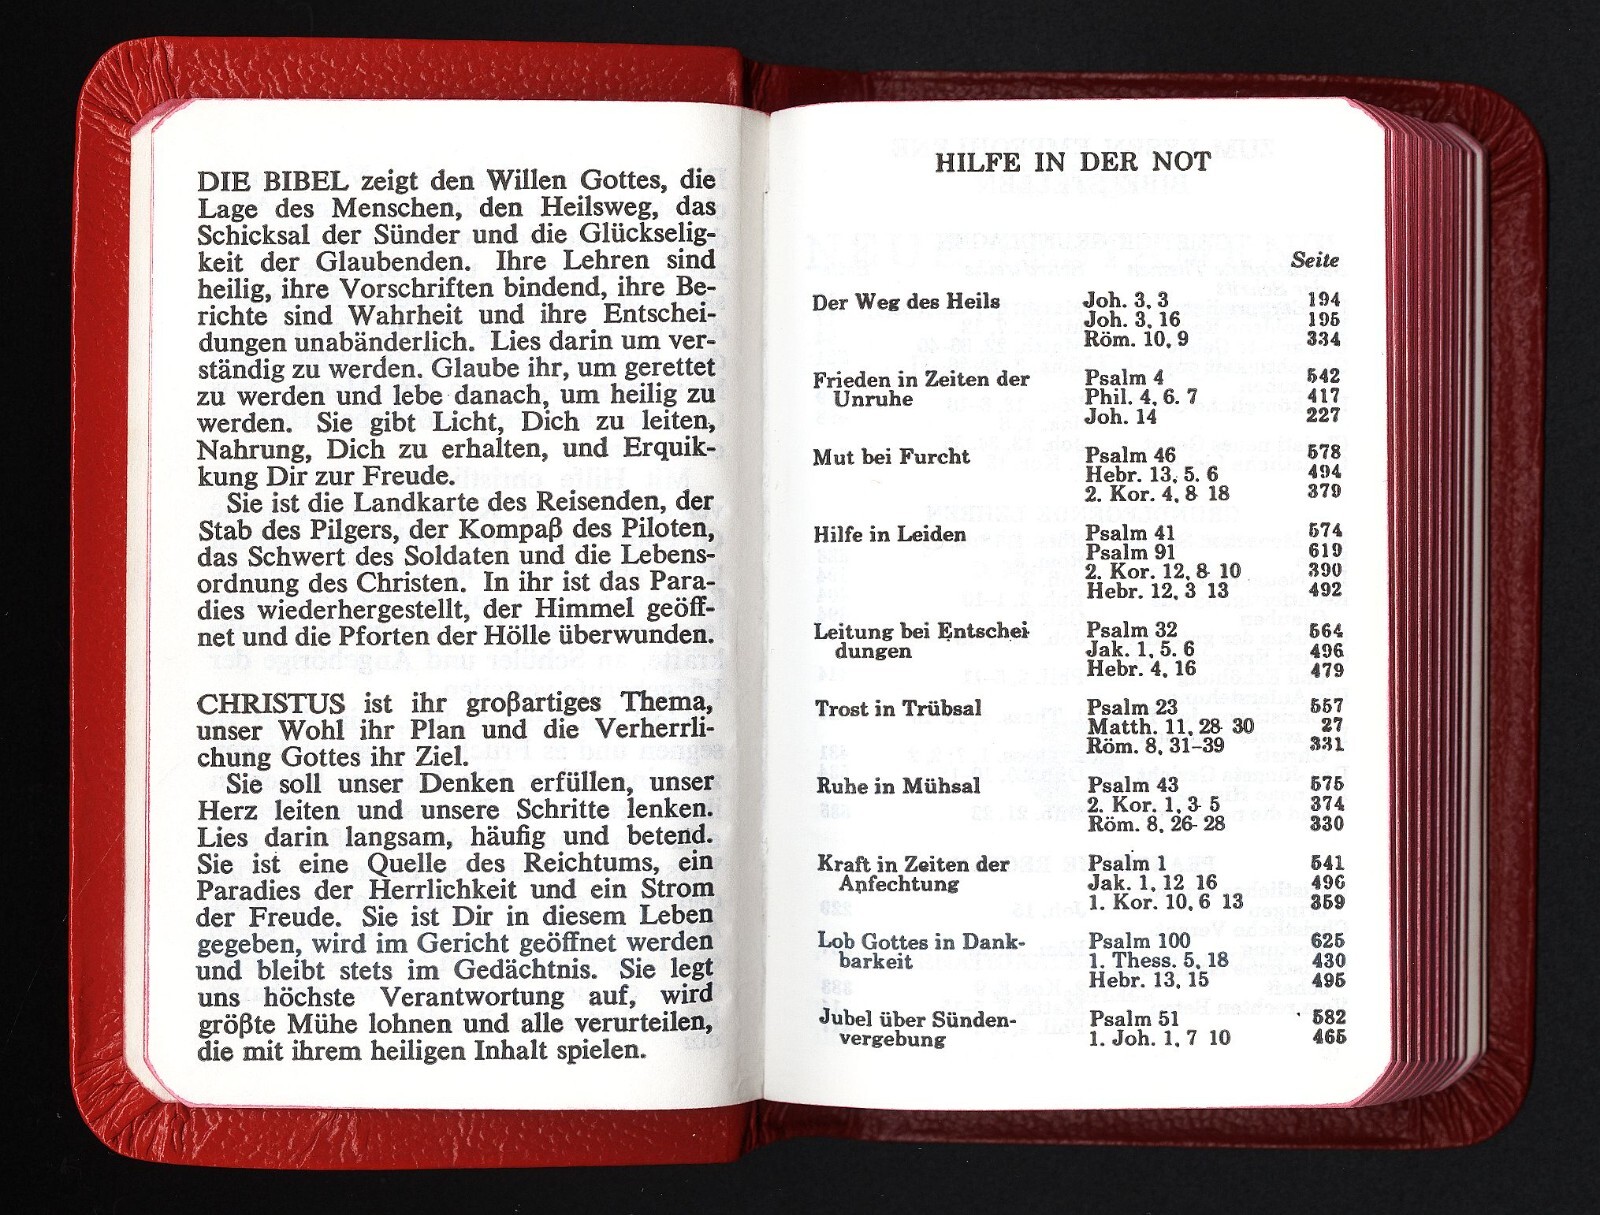 DIE BIBEL zeigt den Willen Gottes, die
Lage des Menschen, den Heilsweg, das
Schicksal der Sünder und die Glückselig-
keit der Glaubenden. Ihre Lehren sind
heilig, ihre Vorschriften bindend, ihre Be-
richte sind Wahrheit und ihre Entschei-
dungen unabänderlich. Lies darin um ver-
ständig zu werden. Glaube ihr, um gerettet
zu werden und lebe danach, um heilig zu
werden. Sie gibt Licht, Dich zu leiten,
Nahrung, Dich zu erhalten, und Erquik-
kung Dir zur Freude.
Sie ist die Landkarte des Reisenden, der
Stab des Pilgers, der Kompaß des Piloten,
das Schwert des Soldaten und die Lebens-
ordnung des Christen. In ihr ist das Para-
dies wiederhergestellt, der Himmel geöff-
net und die Pforten der Hölle überwunden.
CHRISTUS ist ihr großartiges Thema,
unser Wohl ihr Plan und die Verherrli-
chung Gottes ihr Ziel.
Sie soll unser Denken erfüllen, unser
Herz leiten und unsere Schritte lenken.
Lies darin langsam, häufig und betend.
Sie ist eine Quelle des Reichtums, ein
Paradies der Herrlichkeit und ein Strom
der Freude. Sie ist Dir in diesem Leben
gegeben, wird im Gericht geöffnet werden
und bleibt stets im Gedächtnis. Sie legt
uns höchste Verantwortung auf, wird
größte Mühe lohnen und alle verurteilen,
die mit ihrem heiligen Inhalt spielen.
HILFE IN DER NOT
Seite
Der Weg des Heils Joh. 3, 3 194
Joh. 3, 16 195
Röm. 10, 9 334
Frieden in Zeiten der Psalm 4 542
Unruhe Phil. 4, 6. 7 417
Joh. 14 227
Mut bei Furcht Psalm 46 578
Hebr. 13, 5. 6 494
2. Kor. 4, 8 18 379
Hilfe in Leiden Psalm 41 574
Psalm 91 619
2. Kor. 12, 8- 10 390
Hebr. 12, 3 13 492
Leitung bei Entschei Psalm 32 564
dungen Jak. 1, 5. 6 496
Hebr. 4, 16 479
Trost in Trübsal Psalm 23 557
Matth. 11, 28- 30 27
Röm. 8, 31-39 331
Ruhe in Mühsal Psalm 43 575
2. Kor. 1, 3- 5 374
Röm. 8, 26- 28 330
Kraft in Zeiten der Psalm 1 541
Anfechtung Jak. 1, 12 16 496
1. Kor. 10, 6 13 359
Lob Gottes in Dank- Psalm 100 625
barkeit 1. Thess. 5, 18 430
Hebr. 13, 15 495
Jubel über Sünden- Psalm 51 582
vergebung 1. Joh. 1, 7 10 465